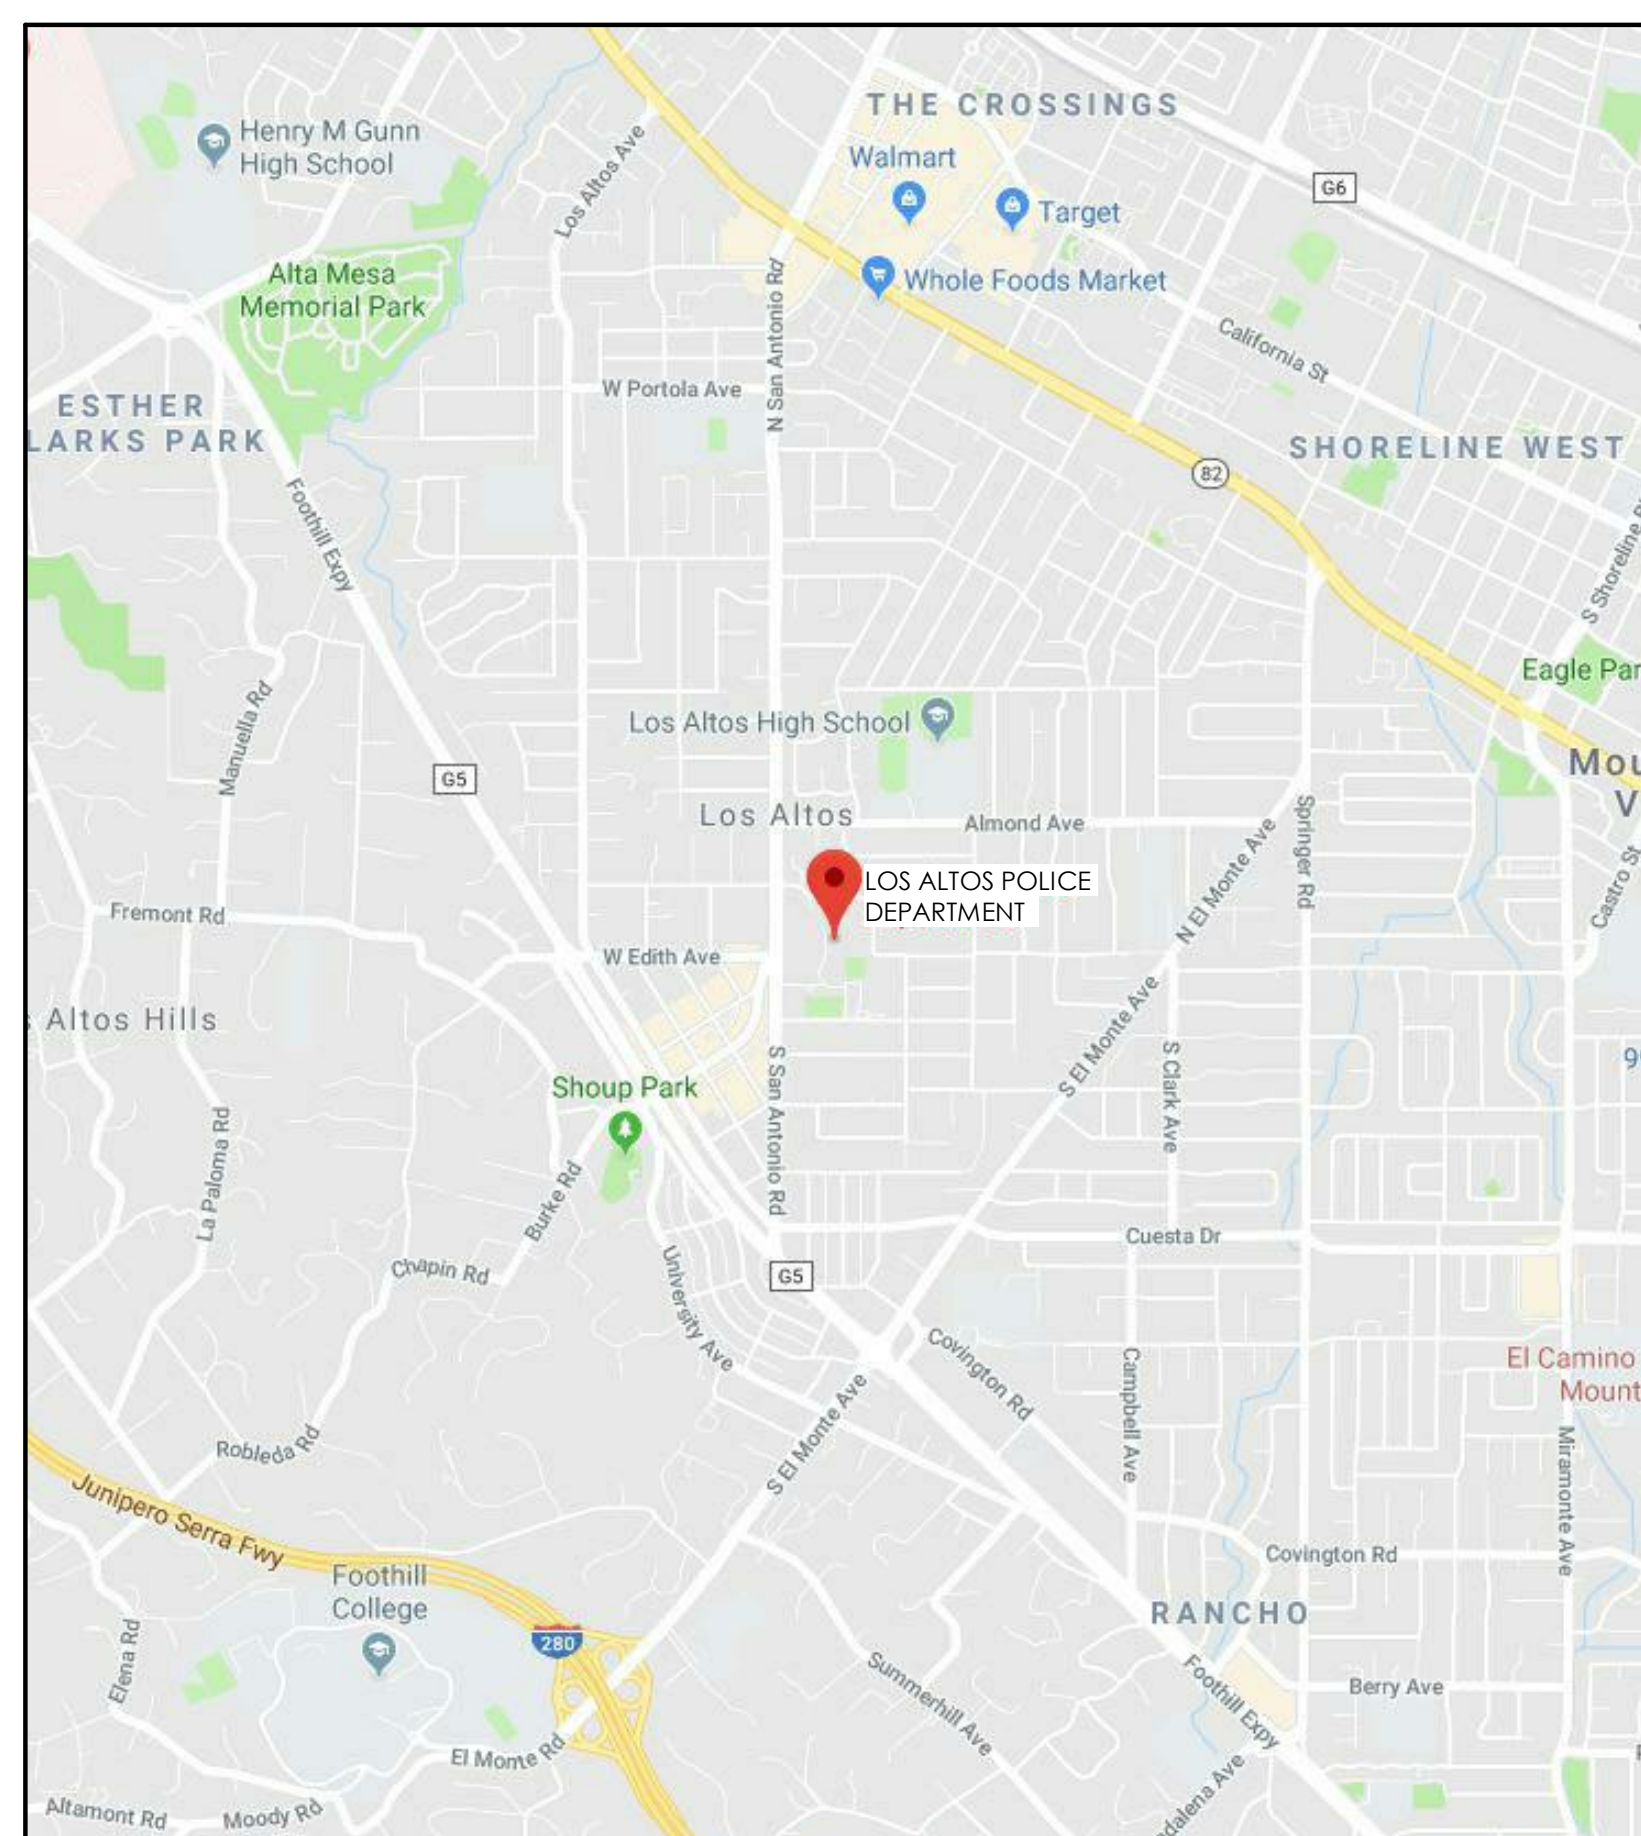 THE CROSSINGS
Henry M Gunn
High School
Los Altos Ave
Walmart
G6
Target
Alta Mesa
Memorial Park
Whole Foods Market
N San Antonio Rd
California St
W Portola Ave
ESTHER
LARKS PARK
SHORELINE WEST
82
Foothill Expy
S Shoreline B
Eagle Par
Manuella Rd
Los Altos High School
G5
Mou
V
Los Altos
Almond Ave
Springer Rd
N El Monte Ave
Castro St
LOS ALTOS POLICE
DEPARTMENT
Fremont Rd
W Edith Ave
Altos Hills
S El Monte Ave
S Clark Ave
9
Shoup Park
S San Antonio Rd
La Paloma Rd
Burke Rd
Cuesta Dr
Chapin Rd
G5
University Ave
Covington Rd
Campbell Ave
El Camino
Mount
S El Monte Ave
Robleda Rd
Miramonte Ave
Junipero Serra Fwy
Covington Rd
Foothill
College
RANCHO
280
Elena Rd
Summerhill Ave
Foothill Expy
Berry Ave
El Monte Rd
dalena Ave
Altamont Rd
Moody Rd